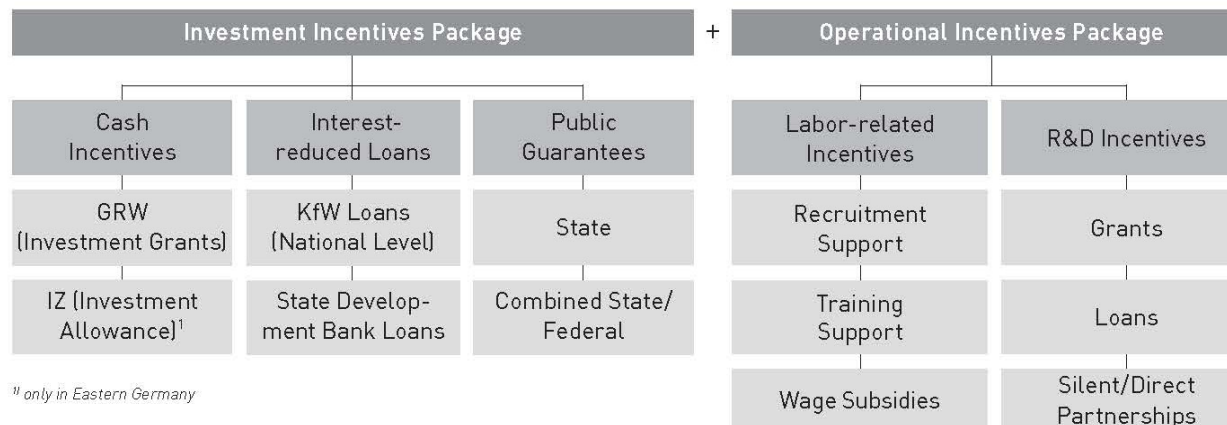 Investment Incentives Package
+
Operational Incentives Package
Cash
Incentives
Interest-
reduced Loans
Public
Guarantees
Labor-related
Incentives
R&D Incentives
GRW
(Investment Grants)
KfW Loans
(National Level)
State
Recruitment
Support
Grants
IZ (Investment
Allowance)¹
State Develop-
ment Bank Loans
Combined State/
Federal
Training
Support
Loans
Wage Subsidies
Silent/Direct
Partnerships
¹⁾ only in Eastern Germany